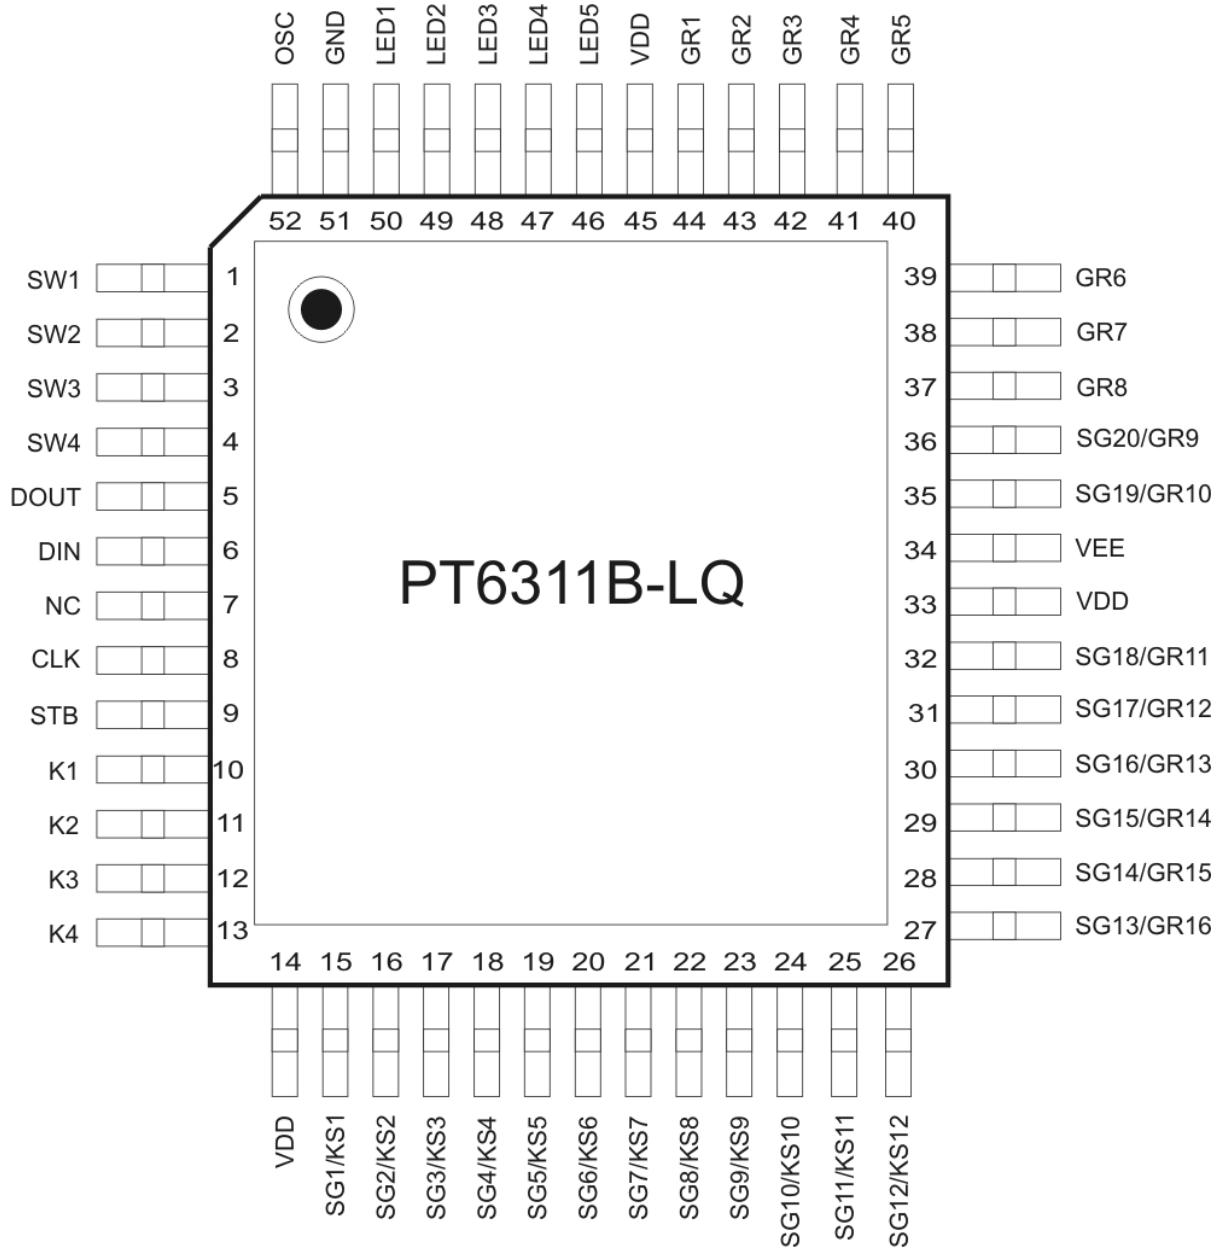 OSC GND LED1 LED2 LED3 LED4 LED5 VDD GR1 GR2 GR3 GR4 GR5
52 51 50 49 48 47 46 45 44 43 42 41 40
SW1 1 39 GR6
SW2 2 38 GR7
SW3 3 37 GR8
SW4 4 36 SG20/GR9
DOUT 5 35 SG19/GR10
DIN 6 34 VEE
PT6311B-LQ
NC 7 33 VDD
CLK 8 32 SG18/GR11
STB 9 31 SG17/GR12
K1 10 30 SG16/GR13
K2 11 29 SG15/GR14
K3 12 28 SG14/GR15
K4 13 27 SG13/GR16
14 15 16 17 18 19 20 21 22 23 24 25 26
VDD SG1/KS1 SG2/KS2 SG3/KS3 SG4/KS4 SG5/KS5 SG6/KS6 SG7/KS7 SG8/KS8 SG9/KS9 SG10/KS10 SG11/KS11 SG12/KS12